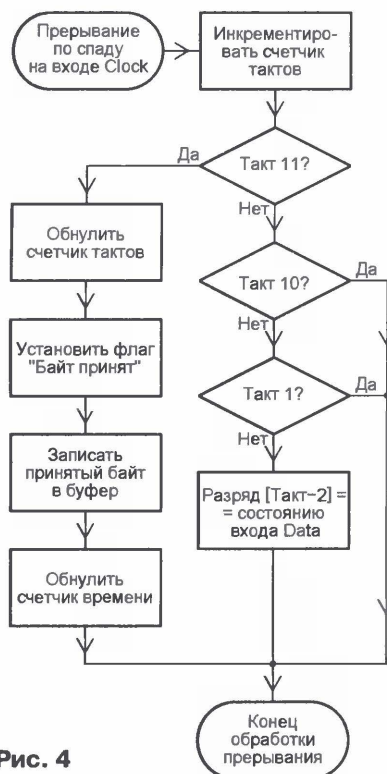 Прерывание
по спаду
на входе Clock
Инкрементиро-
вать счетчик
тактов
Да
Такт 11?
Нет
Обнулить
счетчик тактов
Да
Такт 10?
Нет
Установить флаг
"Байт принят"
Да
Такт 1?
Нет
Записать
принятый байт
в буфер
Разряд [Такт–2] =
= состоянию
входа Data
Обнулить
счетчик времени
Конец
обработки
прерывания
Рис. 4